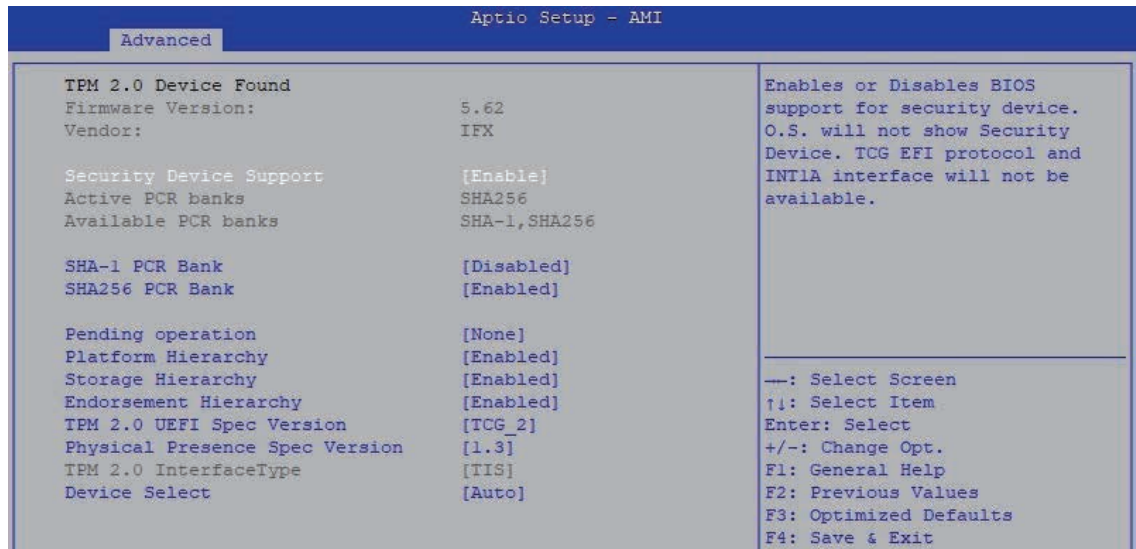 Aptio Setup - AMI
Advanced
TPM 2.0 Device Found
Firmware Version: 5.62
Vendor: IFX
Security Device Support [Enable]
Active PCR banks SHA256
Available PCR banks SHA-1,SHA256
SHA-1 PCR Bank [Disabled]
SHA256 PCR Bank [Enabled]
Pending operation [None]
Platform Hierarchy [Enabled]
Storage Hierarchy [Enabled]
Endorsement Hierarchy [Enabled]
TPM 2.0 UEFI Spec Version [TCG_2]
Physical Presence Spec Version [1.3]
TPM 2.0 InterfaceType [TIS]
Device Select [Auto]
Enables or Disables BIOS
support for security device.
O.S. will not show Security
Device. TCG EFI protocol and
INT1A interface will not be
available.
→←: Select Screen
↑↓: Select Item
Enter: Select
+/-: Change Opt.
F1: General Help
F2: Previous Values
F3: Optimized Defaults
F4: Save & Exit